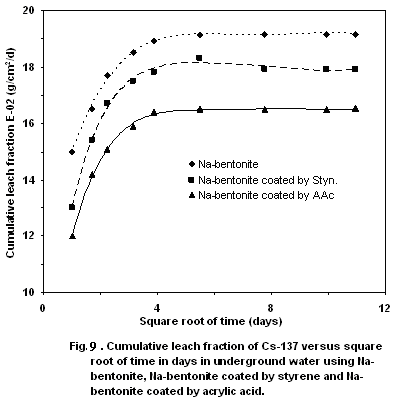 20
18
16
14
12
10
Cumulative leach fraction E-02 (g/cm²/d)
Na-bentonite
Na-bentonite coated by Styn.
Na-bentonite coated by AAc
0
4
8
12
Square root of time (days)
Fig.9 . Cumulative leach fraction of Cs-137 versus square
root of time in days in underground water using Na-
bentonite, Na-bentonite coated by styrene and Na-
bentonite coated by acrylic acid.